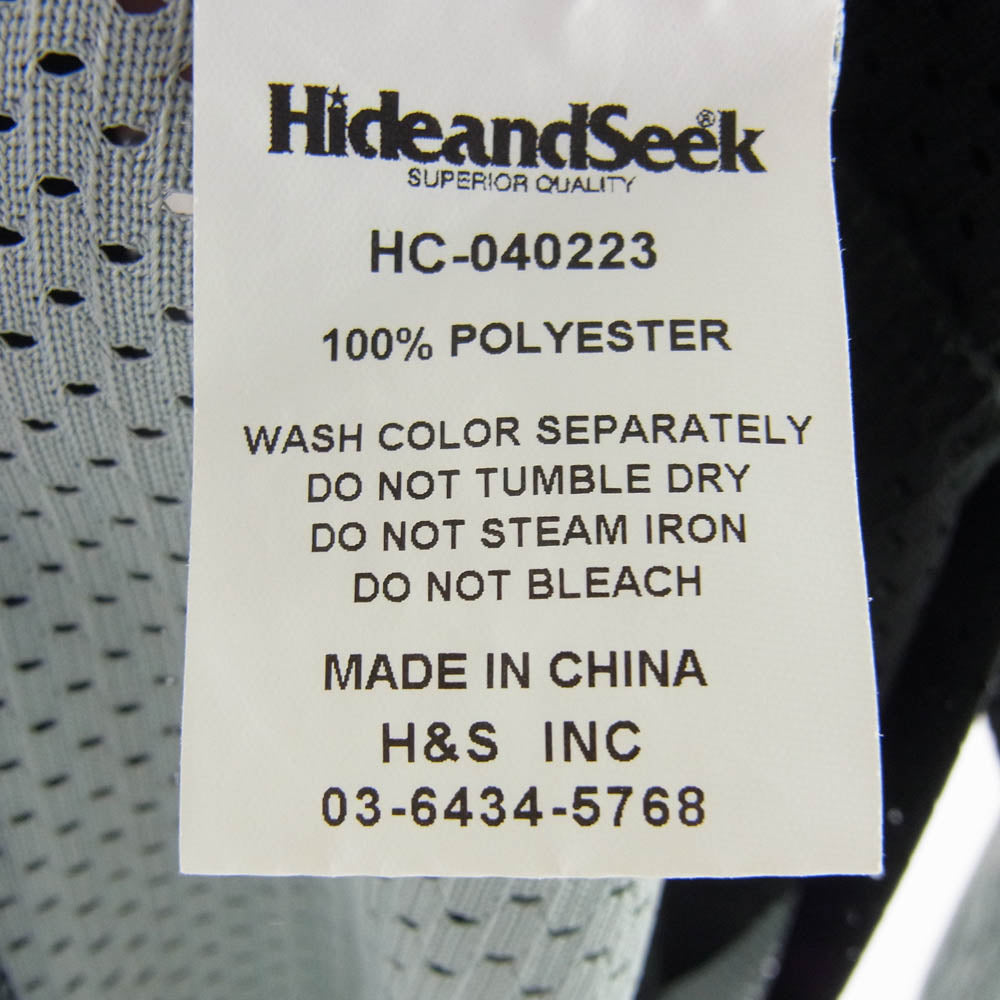 HideandSeek®
SUPERIOR QUALITY
HC-040223
100% POLYESTER
WASH COLOR SEPARATELY
DO NOT TUMBLE DRY
DO NOT STEAM IRON
DO NOT BLEACH
MADE IN CHINA
H&S INC
03-6434-5768